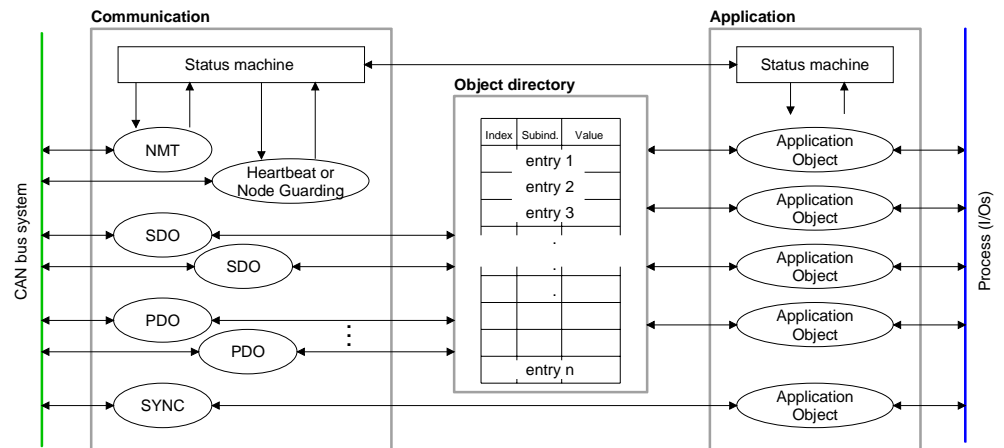 Communication
Application
Status machine
Status machine
Object directory
Index Subind. Value
entry 1
entry 2
entry 3
.
.
.
entry n
NMT
Heartbeat or
Node Guarding
SDO
SDO
PDO
PDO
SYNC
Application
Object
Application
Object
Application
Object
Application
Object
Application
Object
CAN bus system
Process (I/Os)